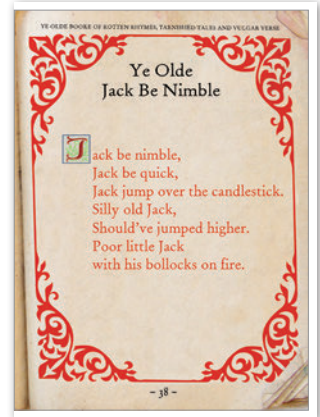 YE OLDE BOOKE OF ROTTEN RHYMES, TARNISHED TALES AND VULGAR VERSE
Ye Olde
Jack Be Nimble
Jack be nimble,
Jack be quick,
Jack jump over the candlestick.
Silly old Jack,
Should've jumped higher.
Poor little Jack
with his bollocks on fire.
– 38 –